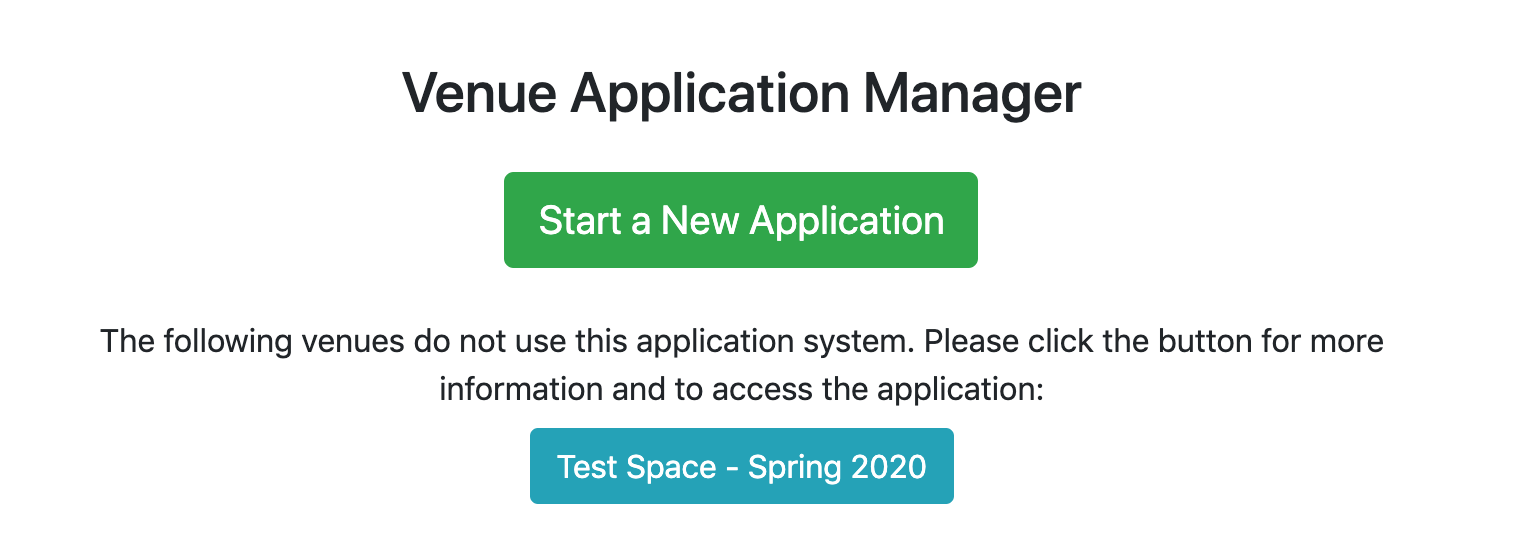 Venue Application Manager
Start a New Application
The following venues do not use this application system. Please click the button for more
information and to access the application:
Test Space - Spring 2020